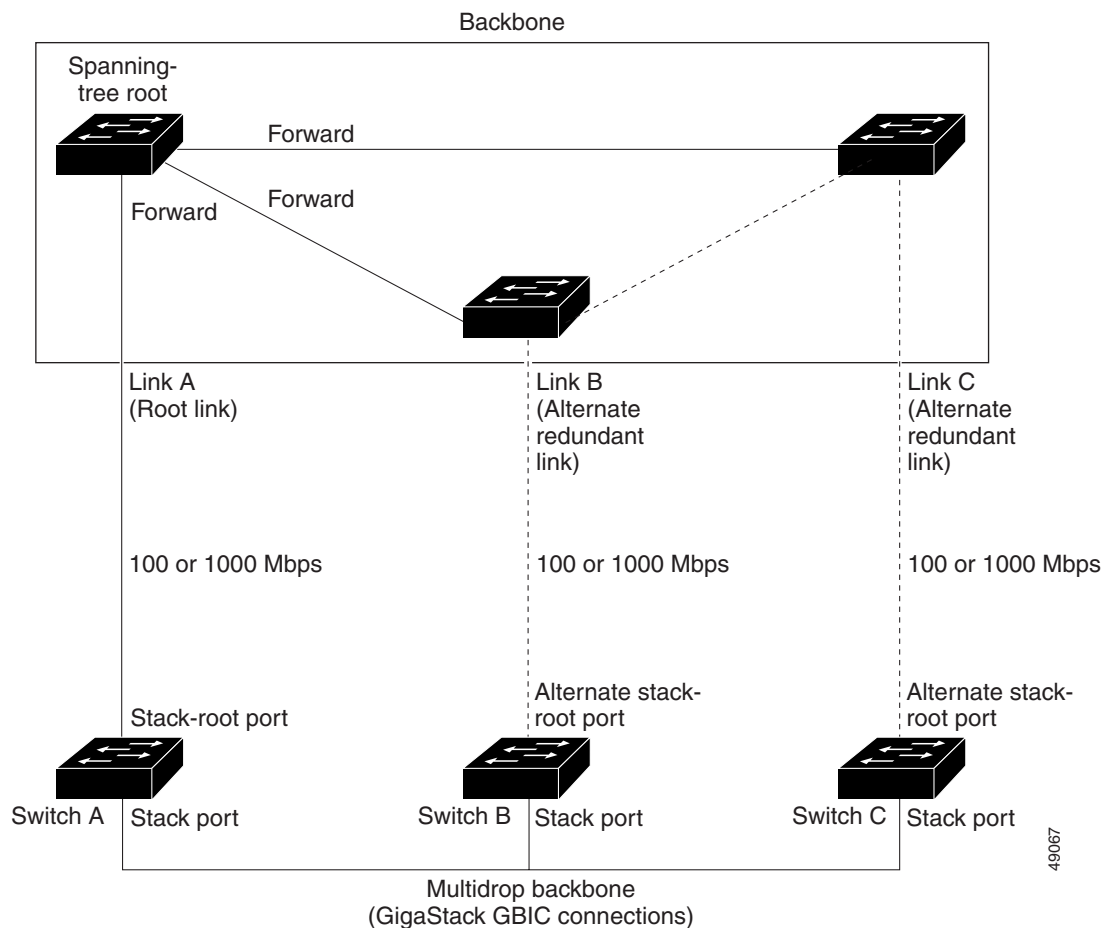 Backbone
Spanning-
tree root
Forward
Forward
Forward
Link A
(Root link)
Link B
(Alternate
redundant
link)
Link C
(Alternate
redundant
link)
100 or 1000 Mbps
100 or 1000 Mbps
100 or 1000 Mbps
Stack-root port
Alternate stack-
root port
Alternate stack-
root port
Switch A
Stack port
Switch B
Stack port
Switch C
Stack port
Multidrop backbone
(GigaStack GBIC connections)
49067